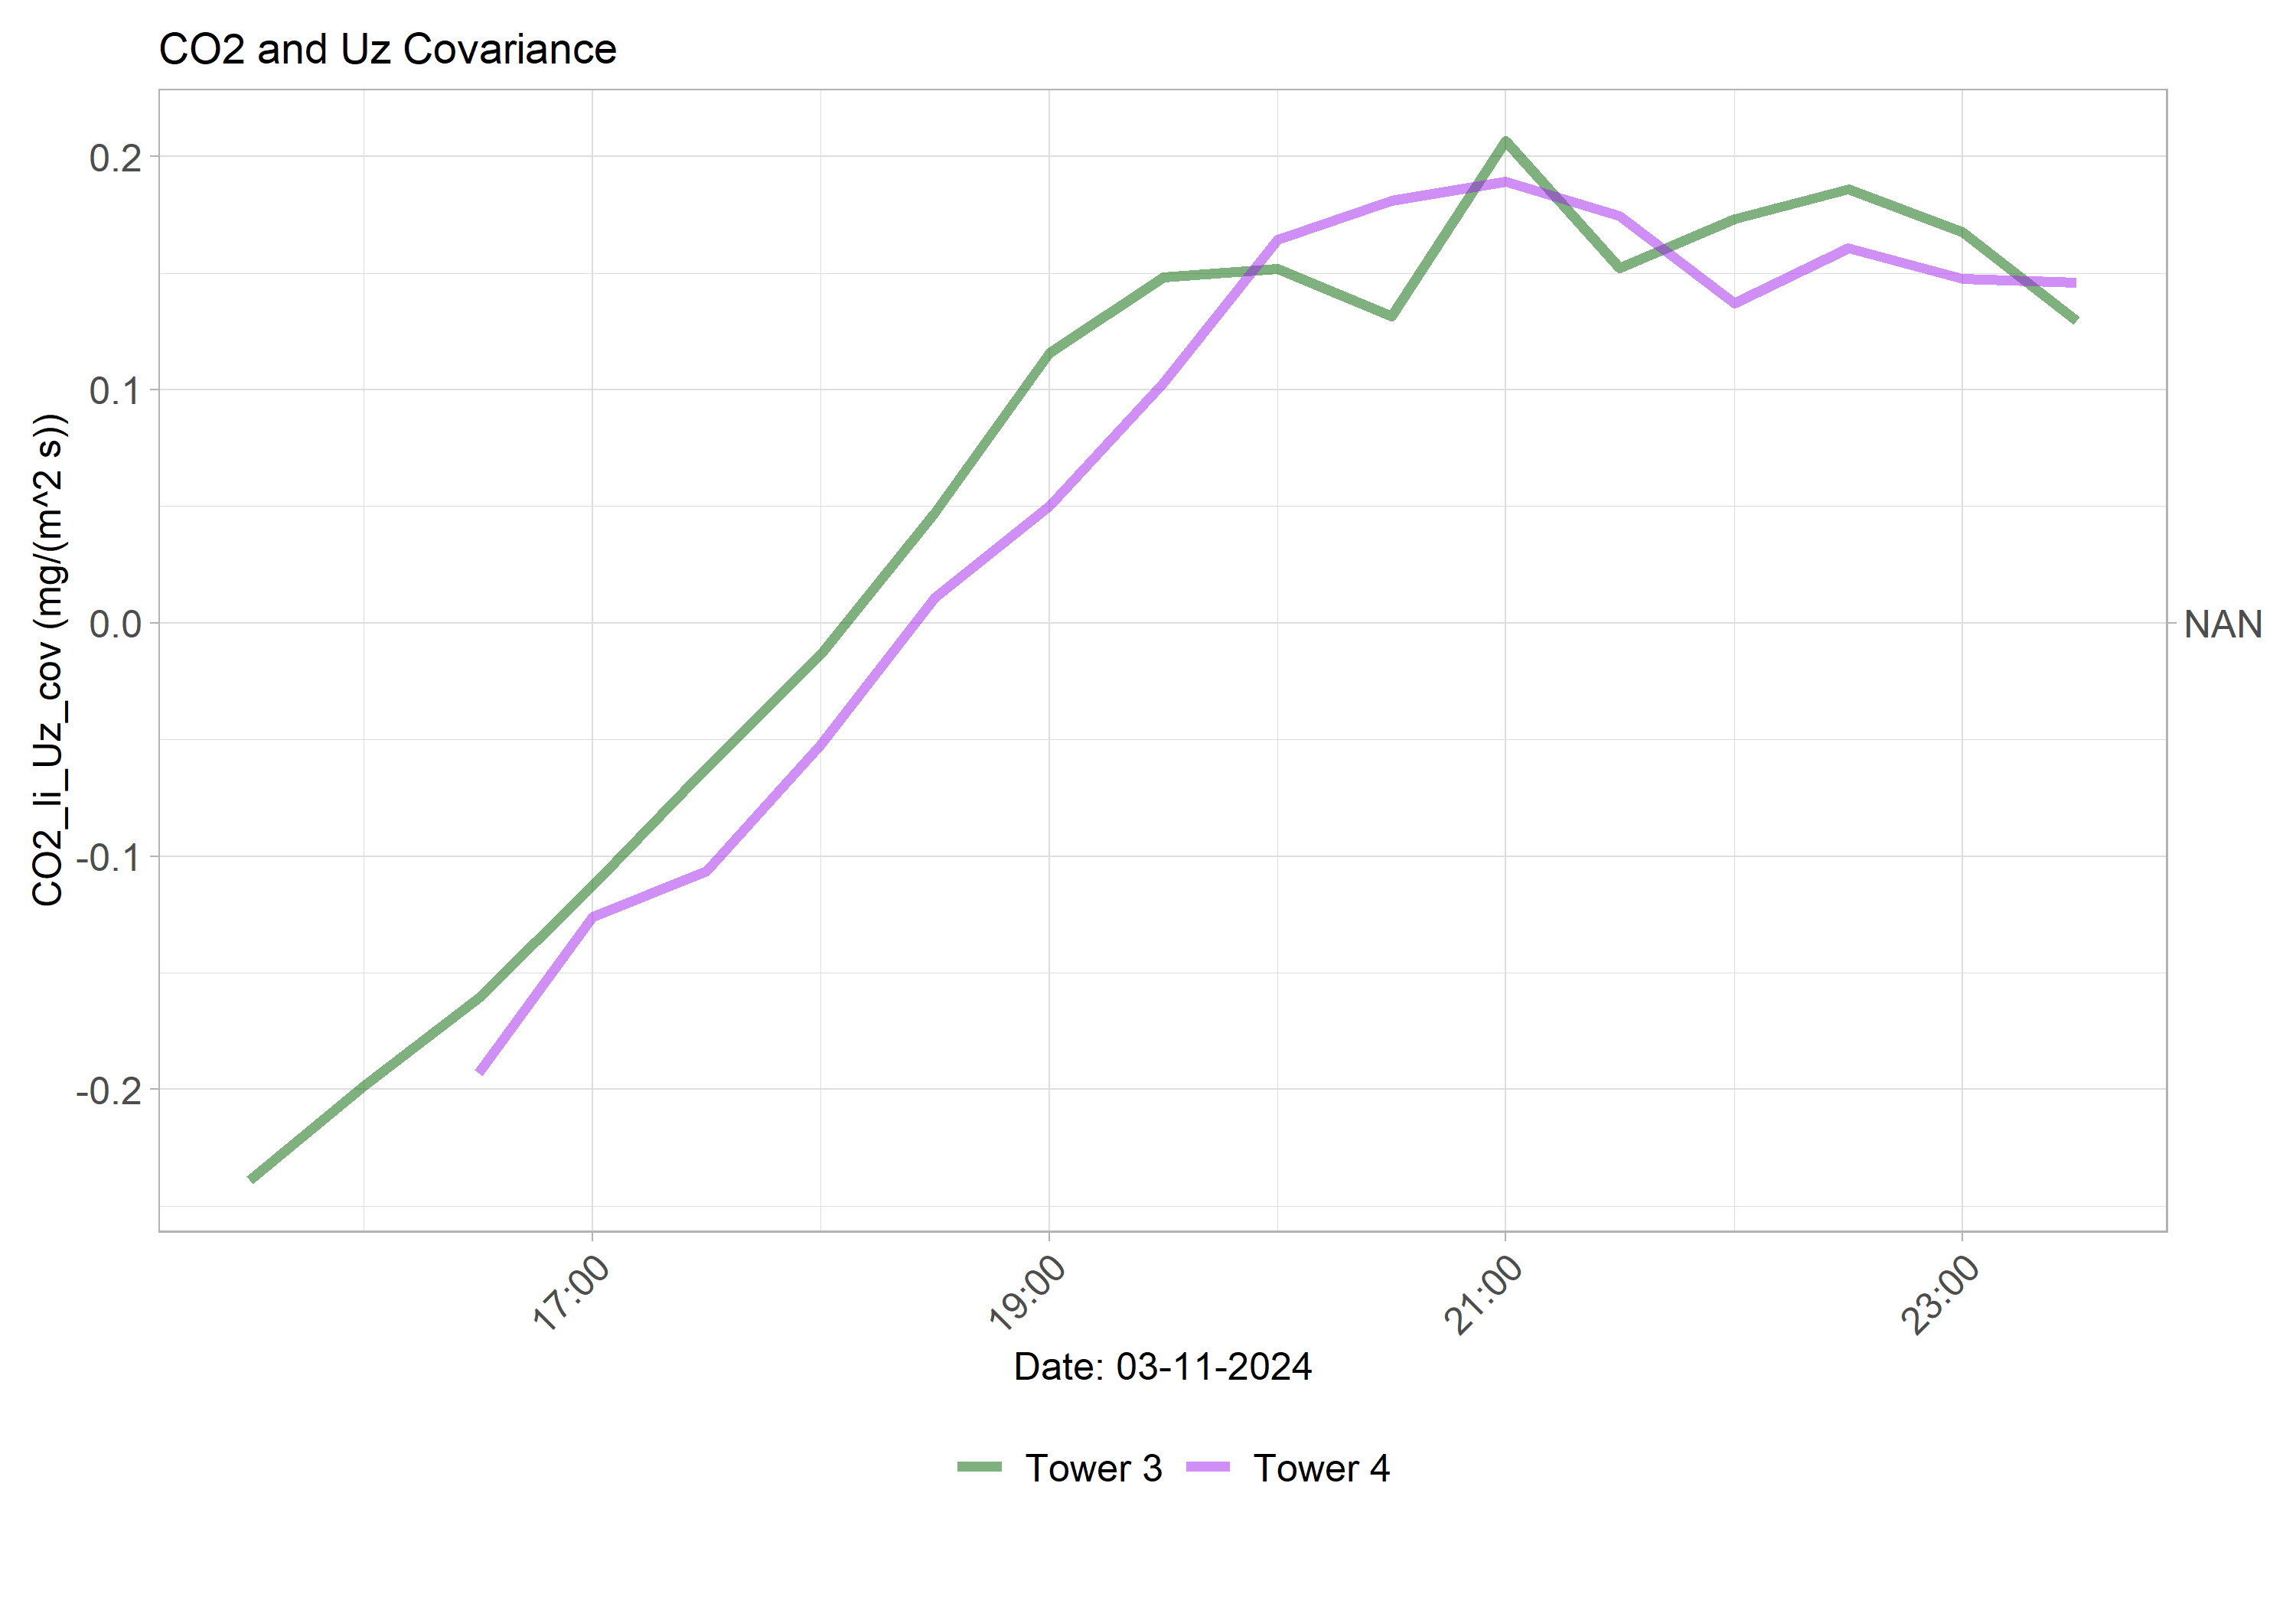 CO2 and Uz Covariance
CO2_li_Uz_cov (mg/(m^2 s))
0.2
0.1
0.0
-0.1
-0.2
NAN
17:00
19:00
21:00
23:00
Date: 03-11-2024
Tower 3
Tower 4